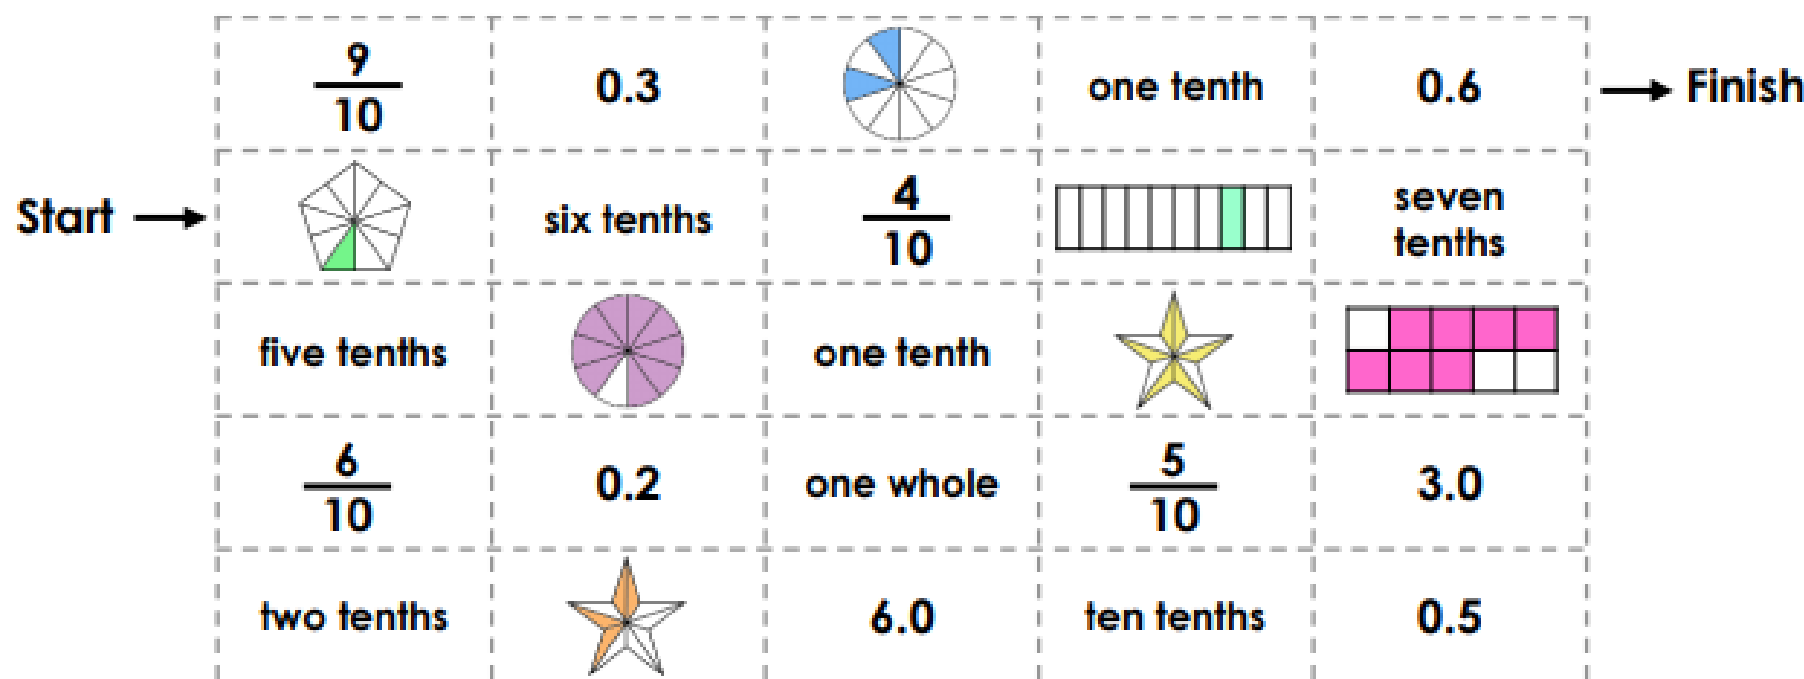 9/10 0.3 one tenth 0.6 Finish
Start six tenths 4/10 seven tenths
five tenths one tenth
6/10 0.2 one whole 5/10 3.0
two tenths 6.0 ten tenths 0.5